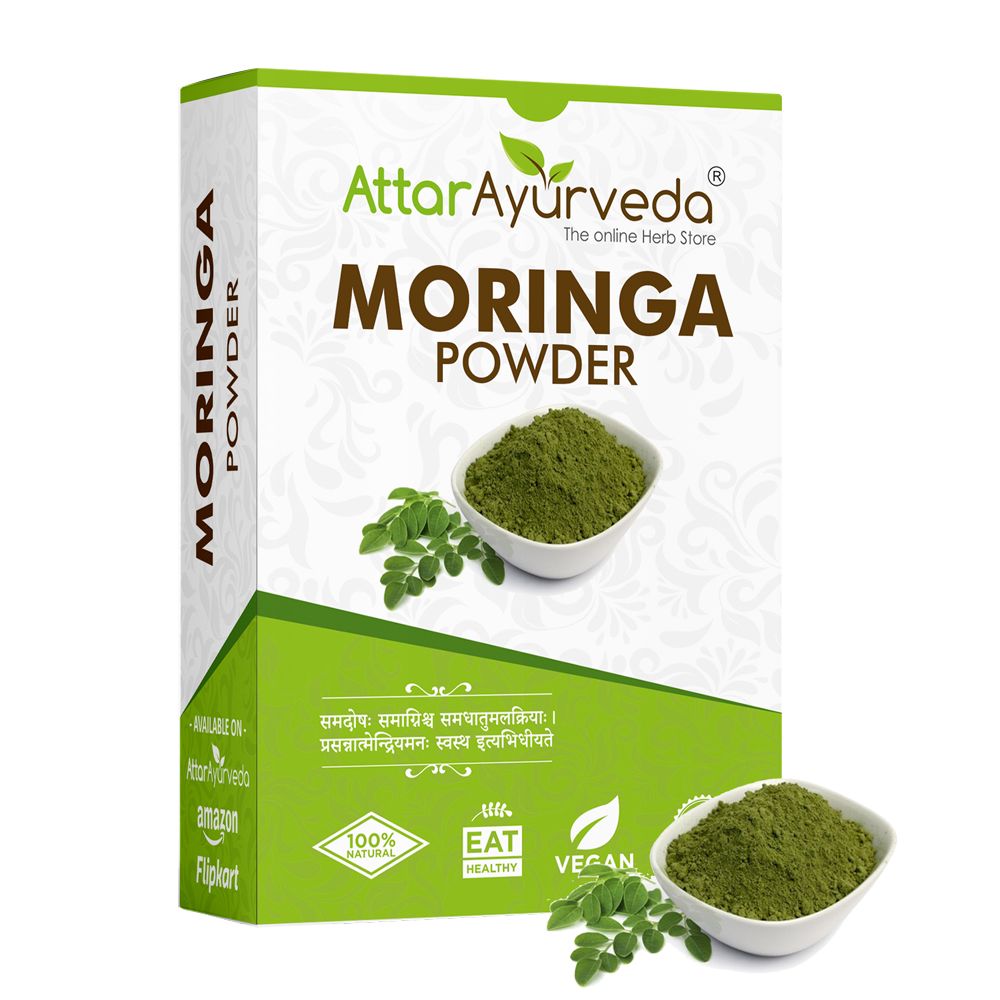 AttarAyurveda®
The online Herb Store
MORINGA
POWDER
समदोषः समाग्निश्च समधातुमलक्रियाः।
प्रसन्नात्मेन्द्रियमनः स्वस्थ इत्यभिधीयते
100%
NATURAL
EAT
HEALTHY
VEGAN
MORINGA
POWDER
- AVAILABLE ON -
AttarAyurveda
amazon
Flipkart